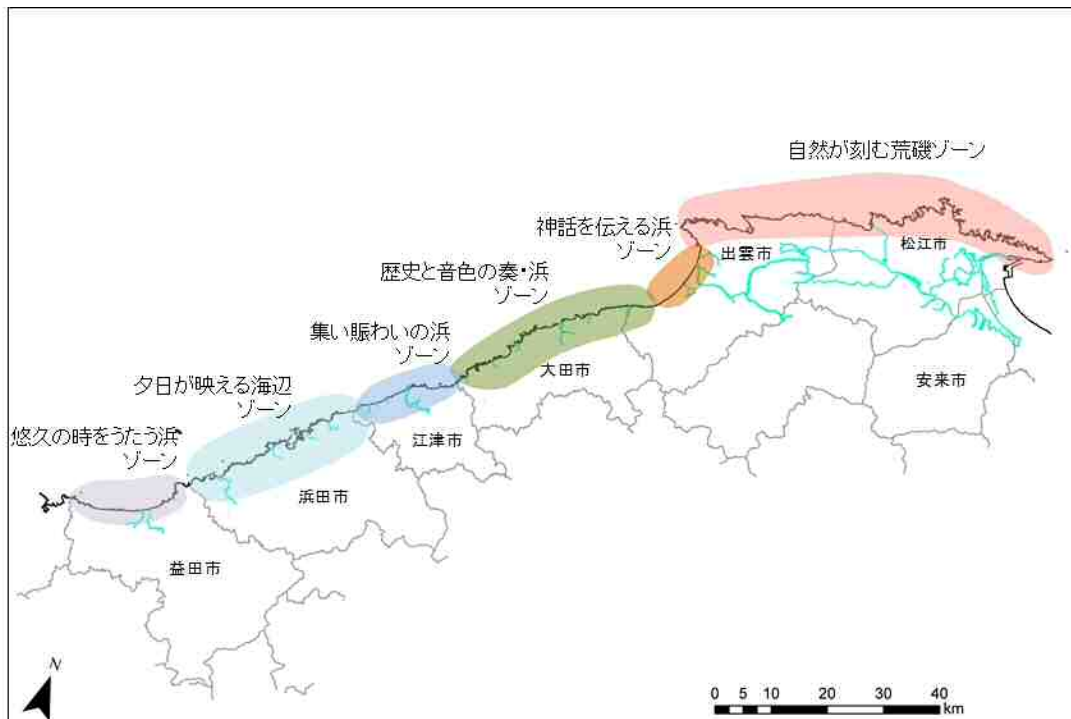 自然が刻む荒磯ゾーン
神話を伝える浜
ゾーン
出雲市
松江市
歴史と音色の奏・浜
ゾーン
集い賑わいの浜
ゾーン
大田市
安来市
夕日が映える海辺
ゾーン
江津市
悠久の時をうたう浜
ゾーン
浜田市
益田市
N
0 5 10 20 30 40
km